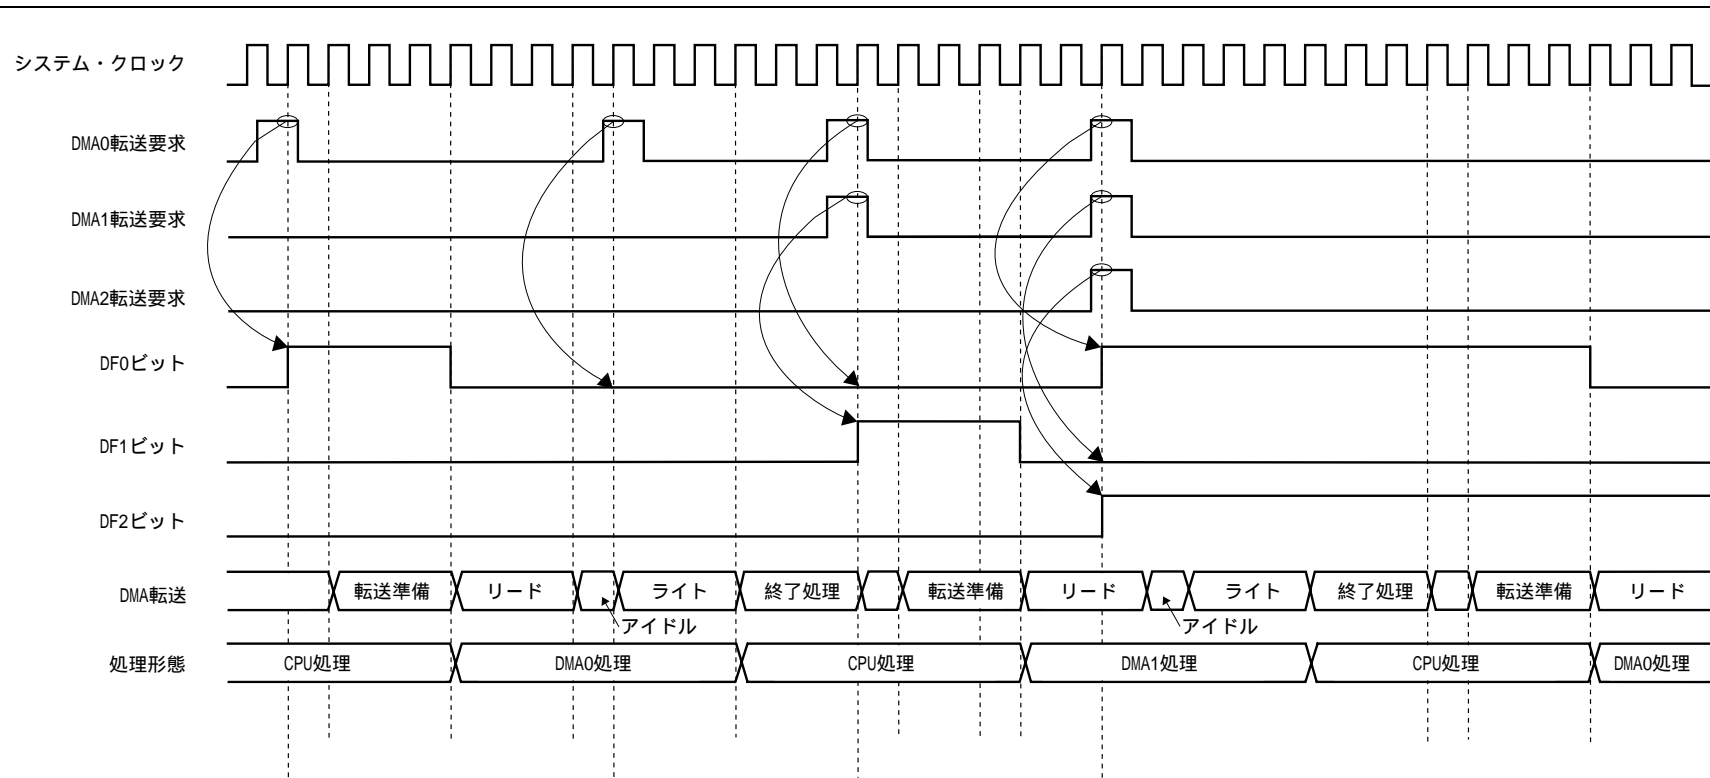 システム・クロック
DMA0転送要求
DMA1転送要求
DMA2転送要求
DF0ビット
DF1ビット
DF2ビット
DMA転送 転送準備 リード ライト 終了処理 転送準備 リード ライト 終了処理 転送準備 リード
アイドル アイドル
処理形態 CPU処理 DMA0処理 CPU処理 DMA1処理 CPU処理 DMA0処理